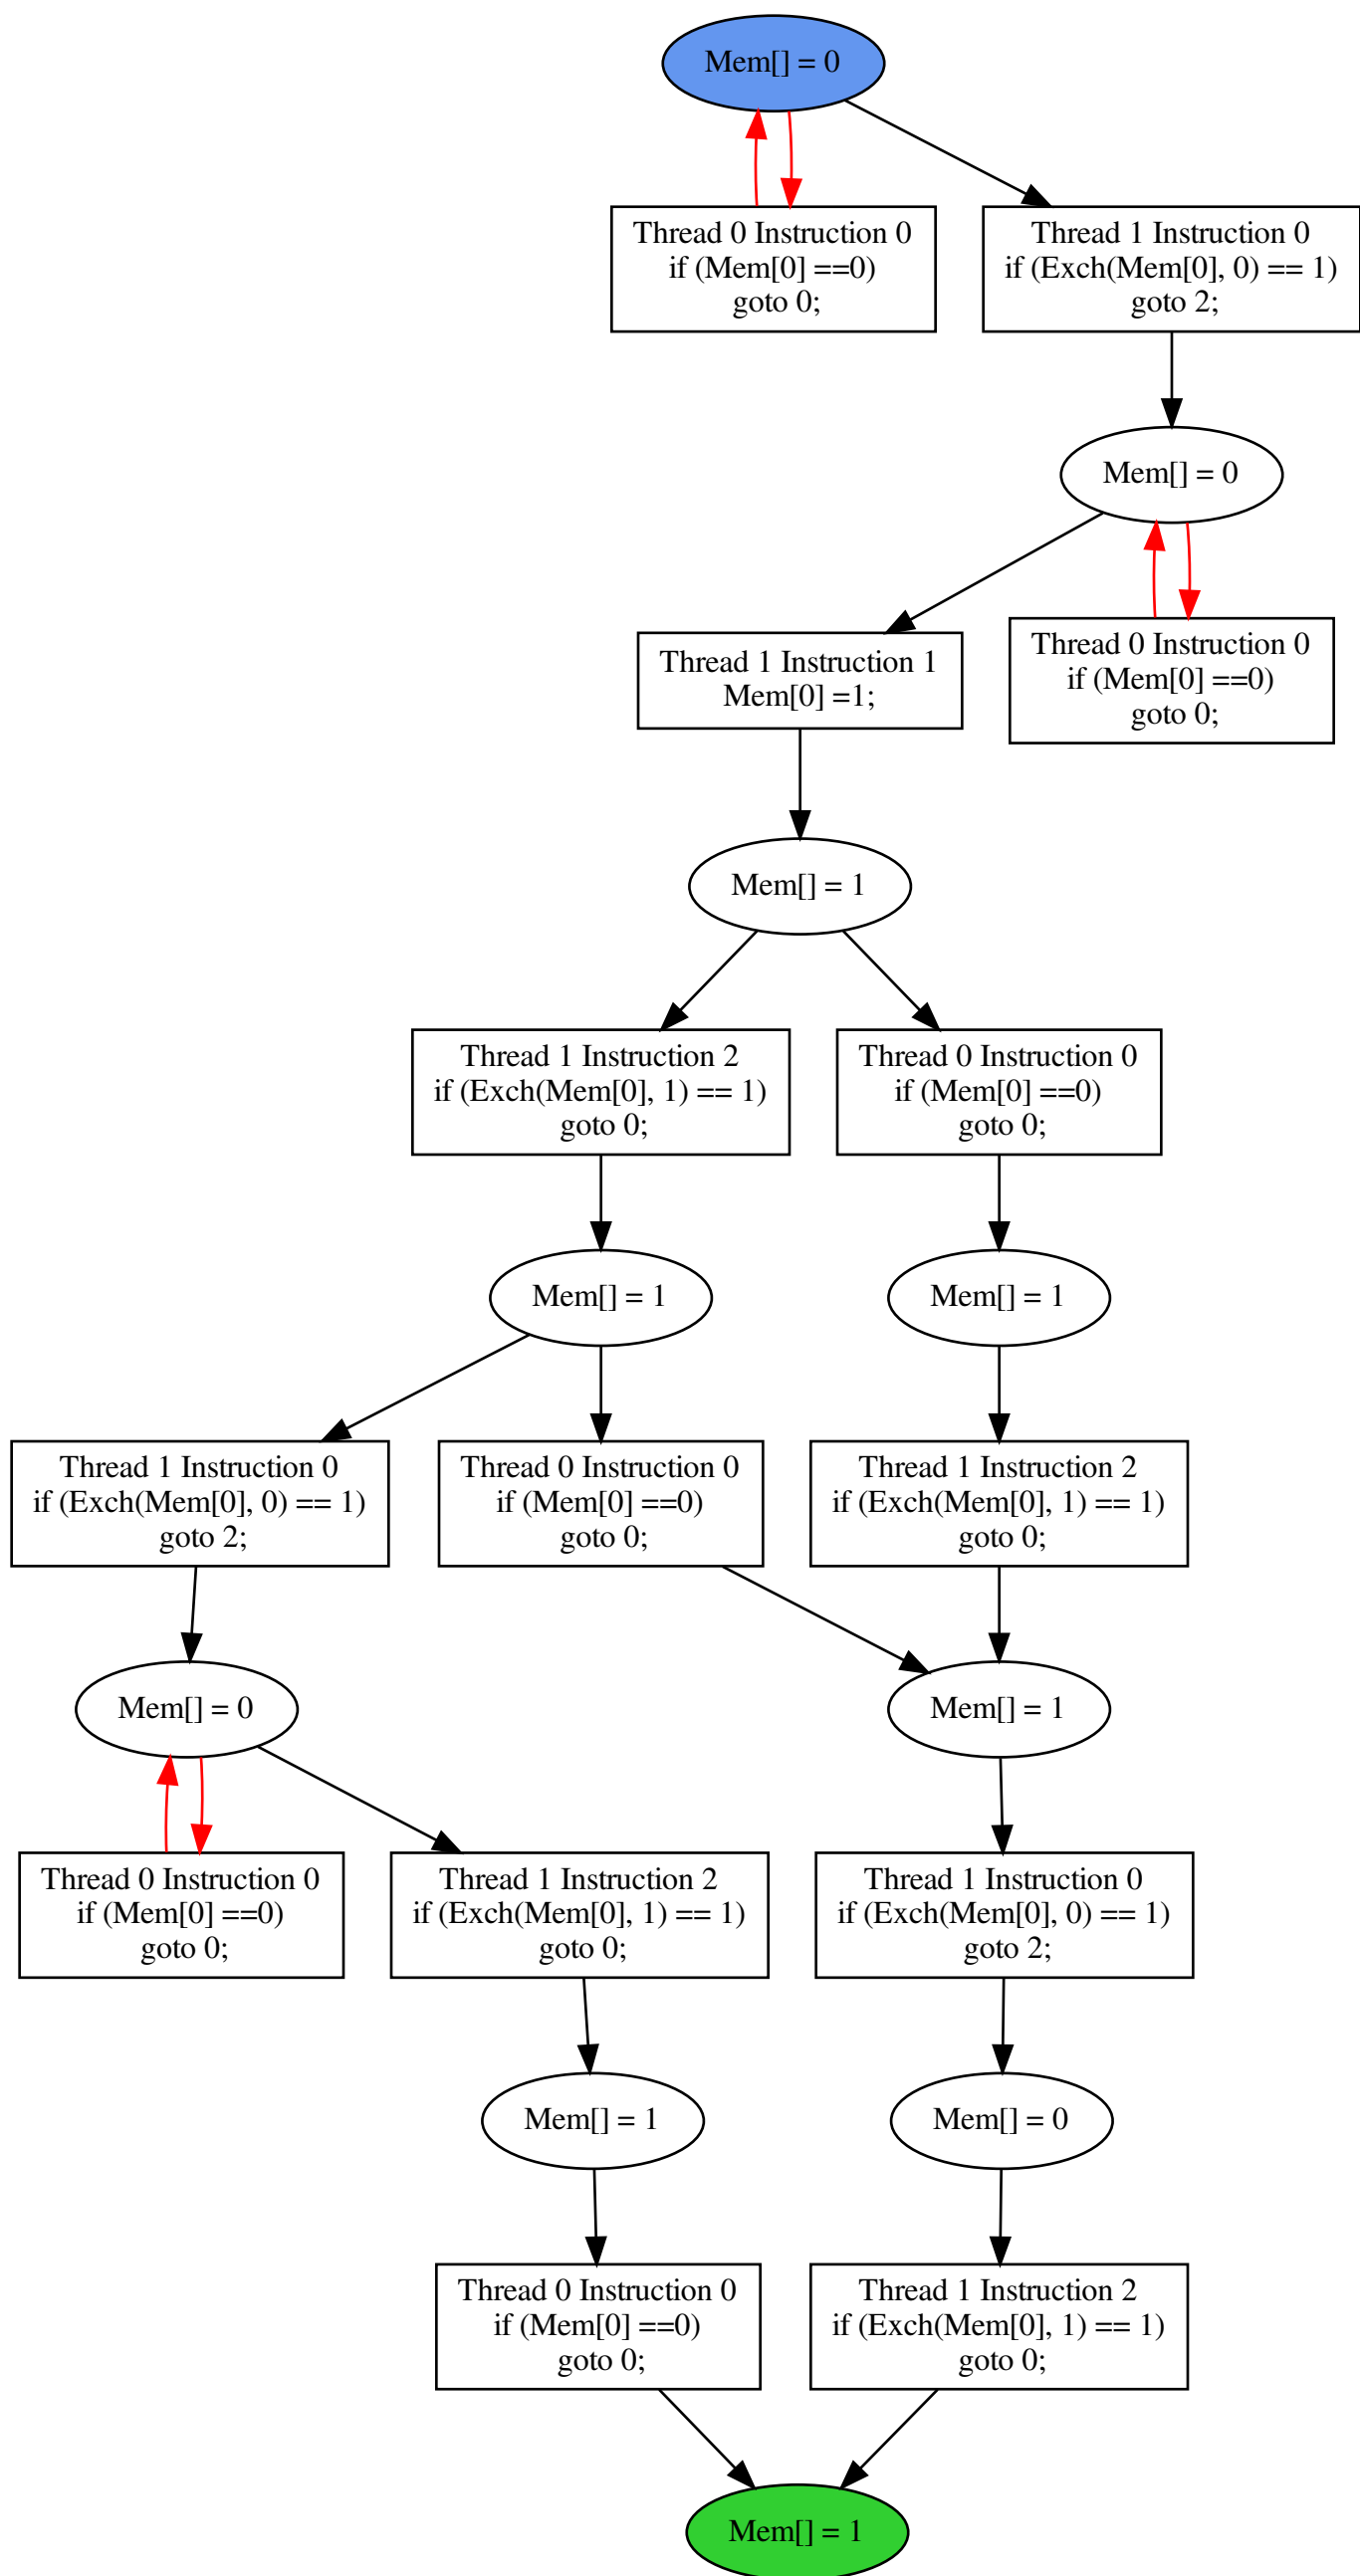 Mem[] = 0
Thread 0 Instruction 0
if (Mem[0] ==0)
goto 0;
Thread 1 Instruction 0
if (Exch(Mem[0], 0) == 1)
goto 2;
Mem[] = 0
Thread 1 Instruction 1
Mem[0] =1;
Thread 0 Instruction 0
if (Mem[0] ==0)
goto 0;
Mem[] = 1
Thread 1 Instruction 2
if (Exch(Mem[0], 1) == 1)
goto 0;
Thread 0 Instruction 0
if (Mem[0] ==0)
goto 0;
Mem[] = 1
Mem[] = 1
Thread 1 Instruction 0
if (Exch(Mem[0], 0) == 1)
goto 2;
Thread 0 Instruction 0
if (Mem[0] ==0)
goto 0;
Thread 1 Instruction 2
if (Exch(Mem[0], 1) == 1)
goto 0;
Mem[] = 0
Mem[] = 1
Thread 0 Instruction 0
if (Mem[0] ==0)
goto 0;
Thread 1 Instruction 2
if (Exch(Mem[0], 1) == 1)
goto 0;
Thread 1 Instruction 0
if (Exch(Mem[0], 0) == 1)
goto 2;
Mem[] = 1
Mem[] = 0
Thread 0 Instruction 0
if (Mem[0] ==0)
goto 0;
Thread 1 Instruction 2
if (Exch(Mem[0], 1) == 1)
goto 0;
Mem[] = 1